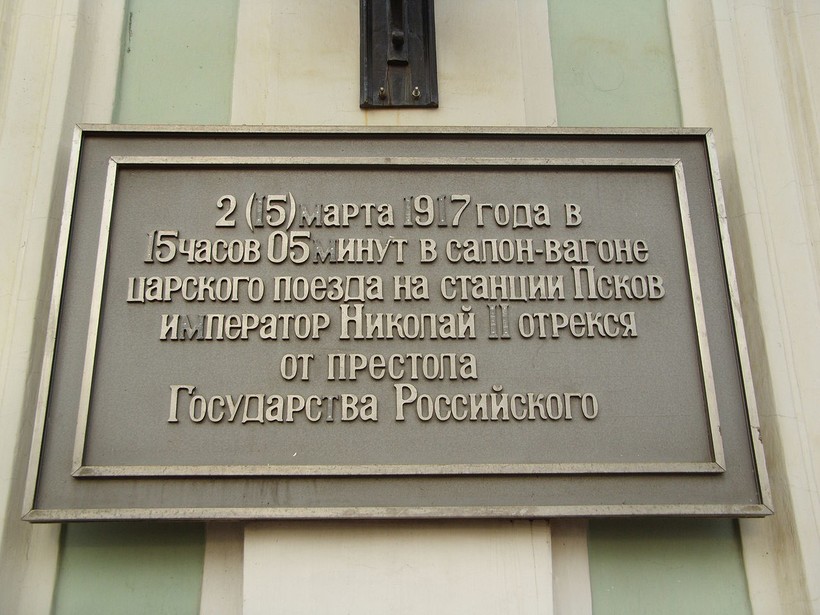 2 (15) марта 1917 года в
15 часов 05 минут в салон-вагоне
царского поезда на станции Псков
император Николай II отрекся
от престола
Государства Российского